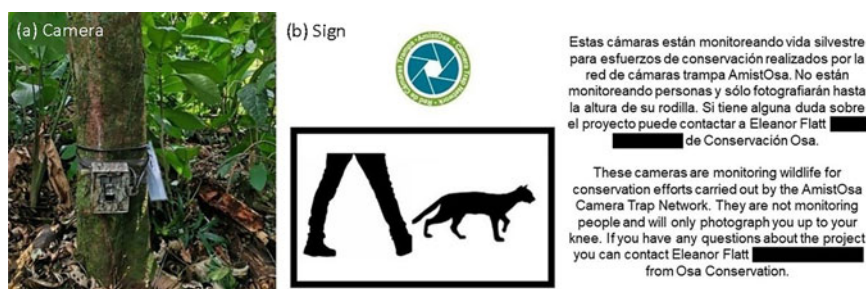 (a) Camera
(b) Sign
Red de Cámaras Trampa • AmistOsa • Camera Trap Network •
Estas cámaras están monitoreando vida silvestre
para esfuerzos de conservación realizados por la
red de cámaras trampa AmistOsa. No están
monitoreando personas y sólo fotografiarán hasta
la altura de su rodilla. Si tiene alguna duda sobre
el proyecto puede contactar a Eleanor Flatt
de Conservación Osa.
These cameras are monitoring wildlife for
conservation efforts carried out by the AmistOsa
Camera Trap Network. They are not monitoring
people and will only photograph you up to your
knee. If you have any questions about the project
you can contact Eleanor Flatt
from Osa Conservation.